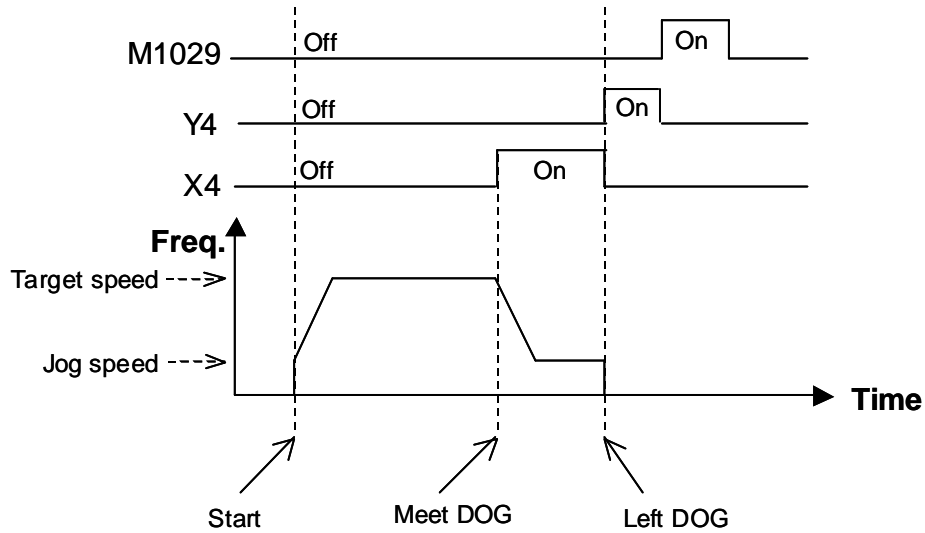 M1029 Off On
Y4 Off On
X4 Off On
Freq.
Target speed
Jog speed
Time
Start Meet DOG Left DOG